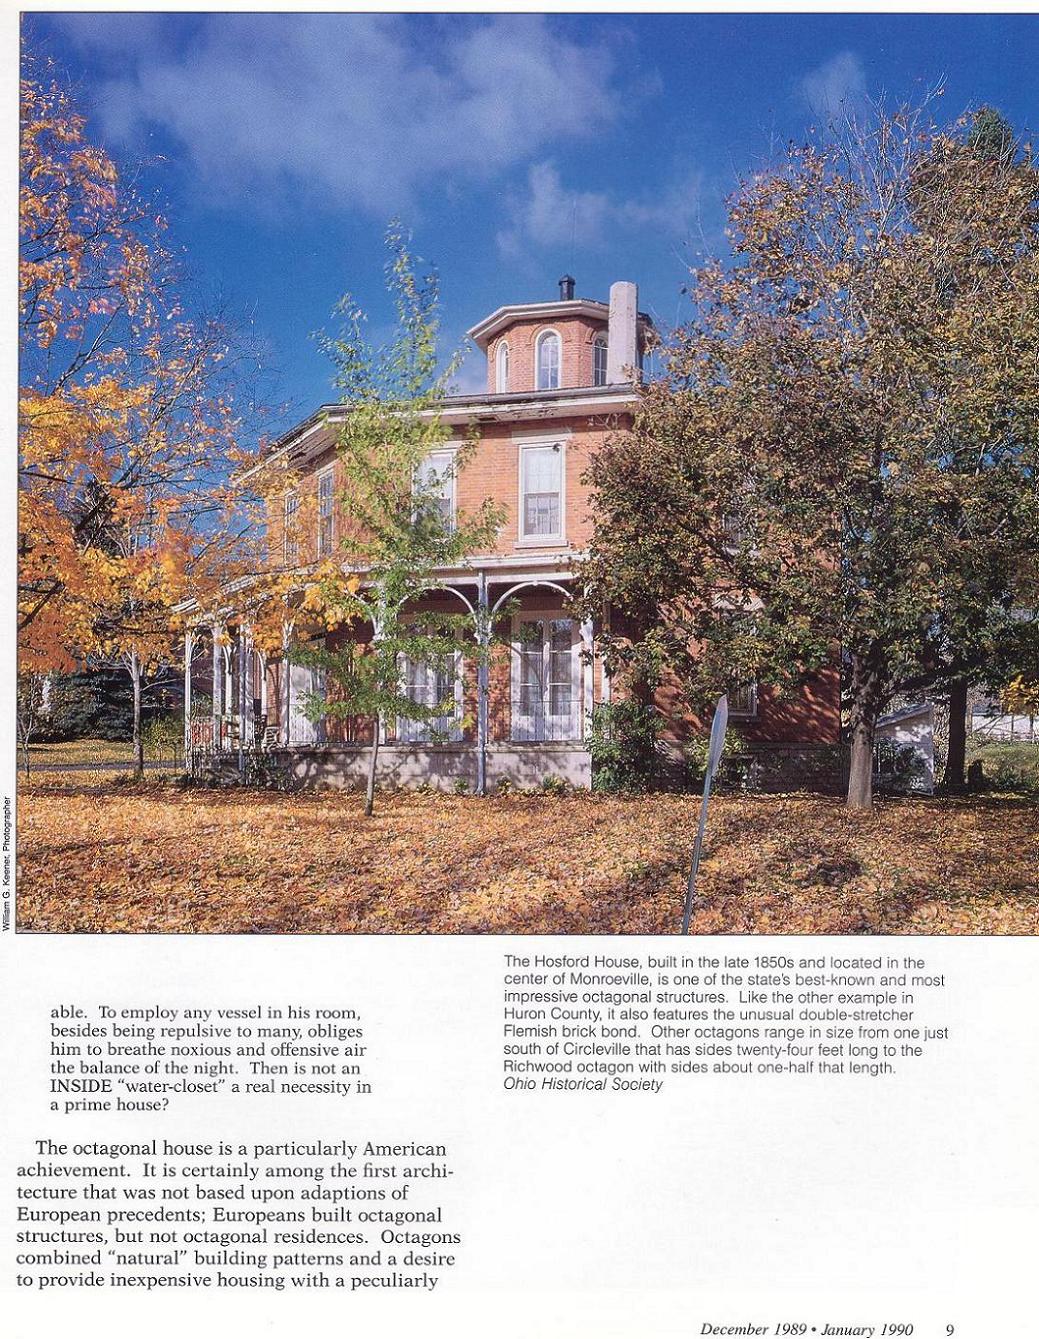 William G. Keener, Photographer
The Hosford House, built in the late 1850s and located in the
center of Monroeville, is one of the state's best-known and most
impressive octagonal structures.  Like the other example in
Huron County, it also features the unusual double-stretcher
Flemish brick bond.  Other octagons range in size from one just
south of Circleville that has sides twenty-four feet long to the
Richwood octagon with sides about one-half that length.
Ohio Historical Society
able.  To employ any vessel in his room,
besides being repulsive to many, obliges
him to breathe noxious and offensive air
the balance of the night.  Then is not an
INSIDE “water-closet” a real necessity in
a prime house?
The octagonal house is a particularly American
achievement.  It is certainly among the first archi-
tecture that was not based upon adaptions of
European precedents; Europeans built octagonal
structures, but not octagonal residences.  Octagons
combined “natural” building patterns and a desire
to provide inexpensive housing with a peculiarly
December 1989 • January 1990 9